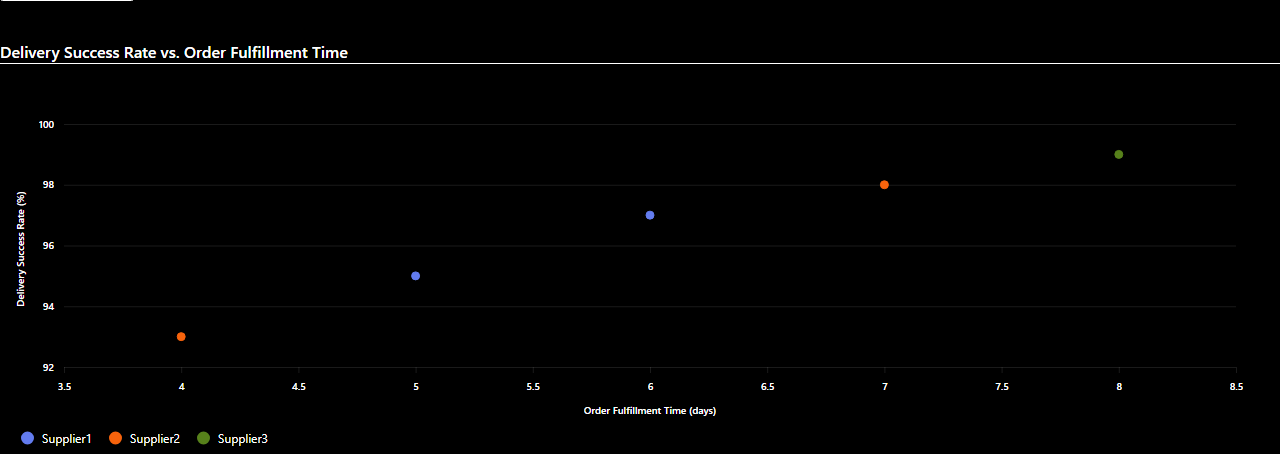 Delivery Success Rate vs. Order Fulfillment Time
100
98
96
94
92
Delivery Success Rate (%)
3.5 4 4.5 5 5.5 6 6.5 7 7.5 8 8.5
Order Fulfillment Time (days)
Supplier1 Supplier2 Supplier3